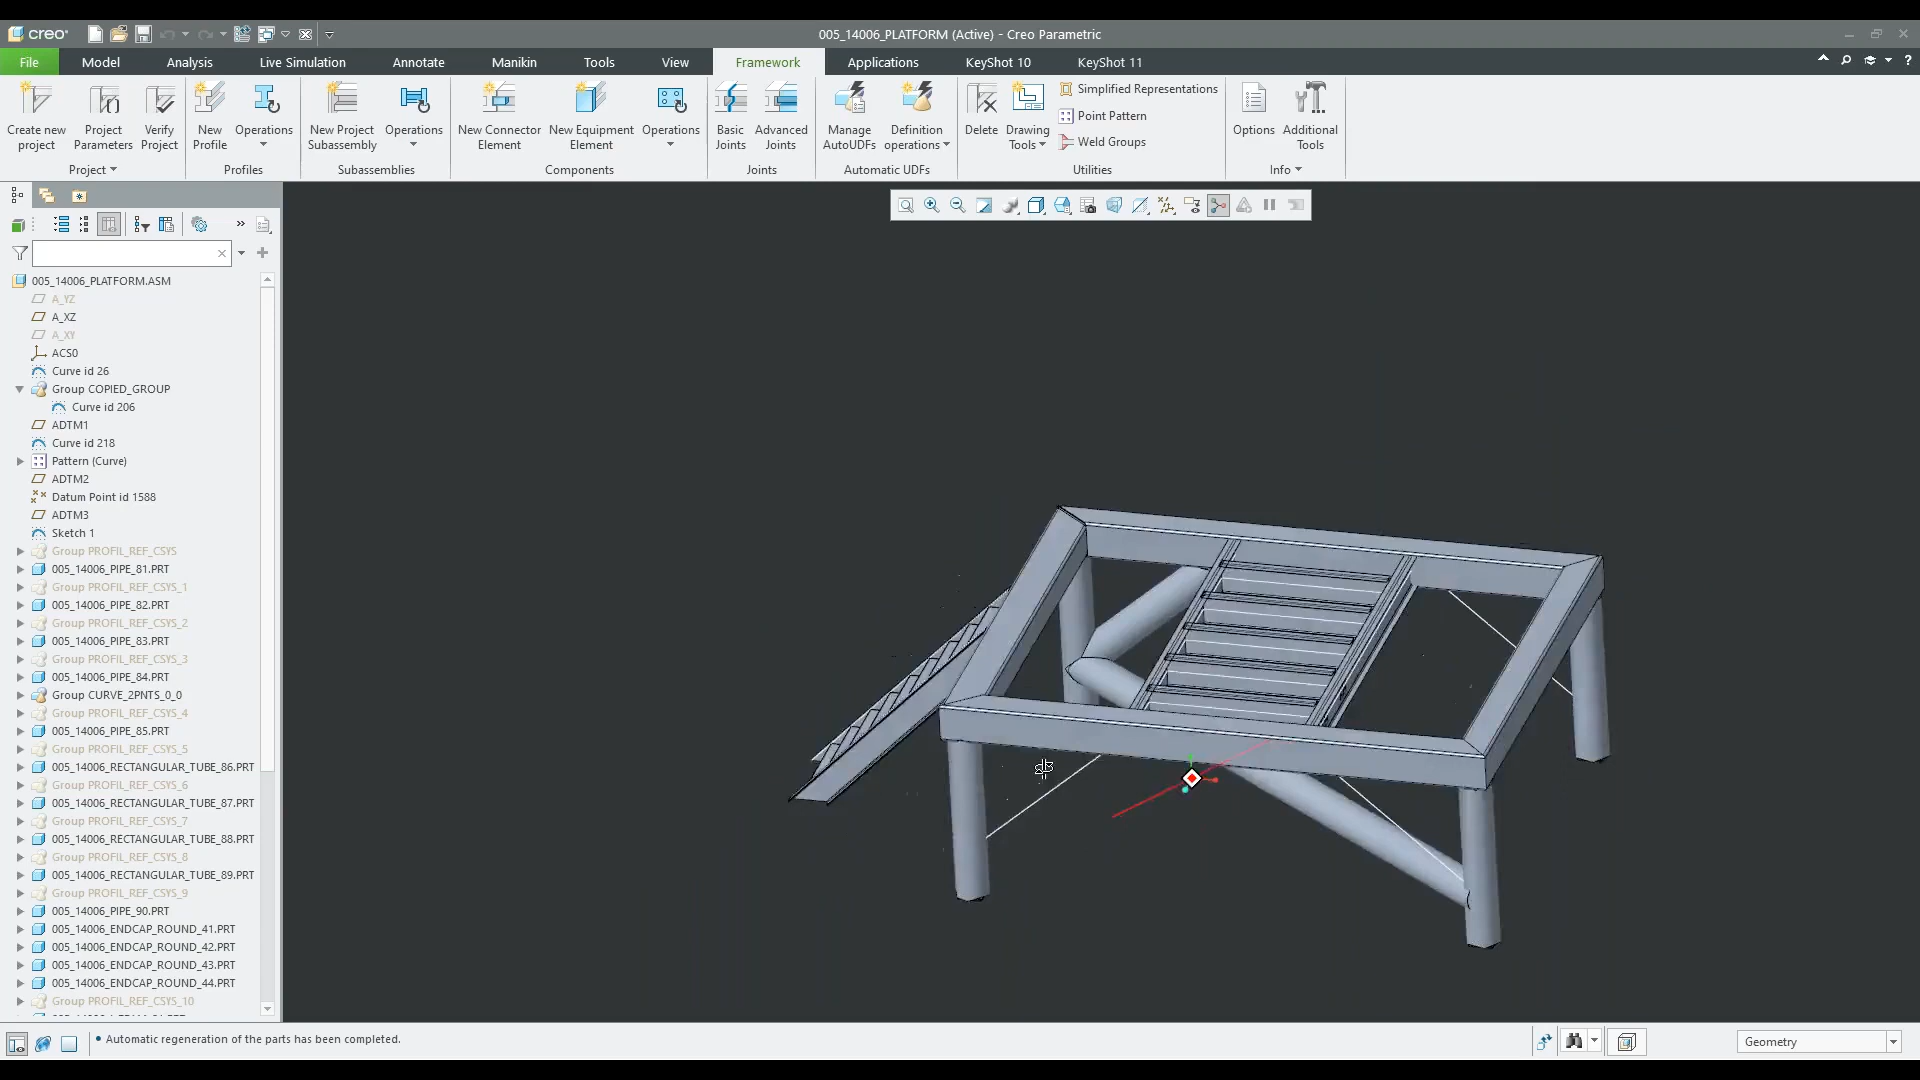 creo®
005_14006_PLATFORM (Active) - Creo Parametric
File
Model
Analysis
Live Simulation
Annotate
Manikin
Tools
View
Framework
Applications
KeyShot 10
KeyShot 11
Create new
project
Project
Parameters
Verify
Project
New
Profile
Operations
New Project
Subassembly
Operations
New Connector
Element
New Equipment
Element
Operations
Basic
Joints
Advanced
Joints
Manage
AutoUDFs
Definition
operations
Delete
Drawing
Tools
Simplified Representations
Point Pattern
Weld Groups
Options
Additional
Tools
Project
Profiles
Subassemblies
Components
Joints
Automatic UDFs
Utilities
Info
005_14006_PLATFORM.ASM
A_YZ
A_XZ
A_XY
ACS0
Curve id 26
Group COPIED_GROUP
Curve id 206
ADTM1
Curve id 218
Pattern (Curve)
ADTM2
Datum Point id 1588
ADTM3
Sketch 1
Group PROFIL_REF_CSYS
005_14006_PIPE_81.PRT
Group PROFIL_REF_CSYS_1
005_14006_PIPE_82.PRT
Group PROFIL_REF_CSYS_2
005_14006_PIPE_83.PRT
Group PROFIL_REF_CSYS_3
005_14006_PIPE_84.PRT
Group CURVE_2PNTS_0_0
Group PROFIL_REF_CSYS_4
005_14006_PIPE_85.PRT
Group PROFIL_REF_CSYS_5
005_14006_RECTANGULAR_TUBE_86.PRT
Group PROFIL_REF_CSYS_6
005_14006_RECTANGULAR_TUBE_87.PRT
Group PROFIL_REF_CSYS_7
005_14006_RECTANGULAR_TUBE_88.PRT
Group PROFIL_REF_CSYS_8
005_14006_RECTANGULAR_TUBE_89.PRT
Group PROFIL_REF_CSYS_9
005_14006_PIPE_90.PRT
005_14006_ENDCAP_ROUND_41.PRT
005_14006_ENDCAP_ROUND_42.PRT
005_14006_ENDCAP_ROUND_43.PRT
005_14006_ENDCAP_ROUND_44.PRT
Group PROFIL_REF_CSYS_10
• Automatic regeneration of the parts has been completed.
Geometry